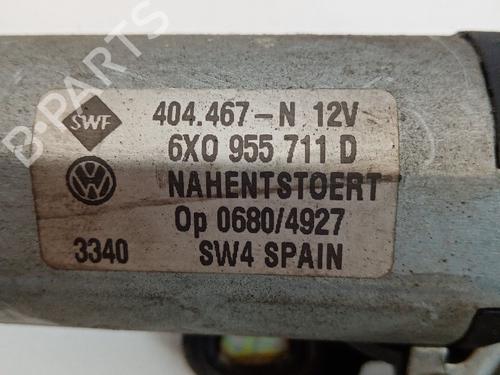 B-PARTS
SWF
404.467-N 12V
6X0 955 711 D
NAHENTSTOERT
Op 0680/4927
3340 SW4 SPAIN